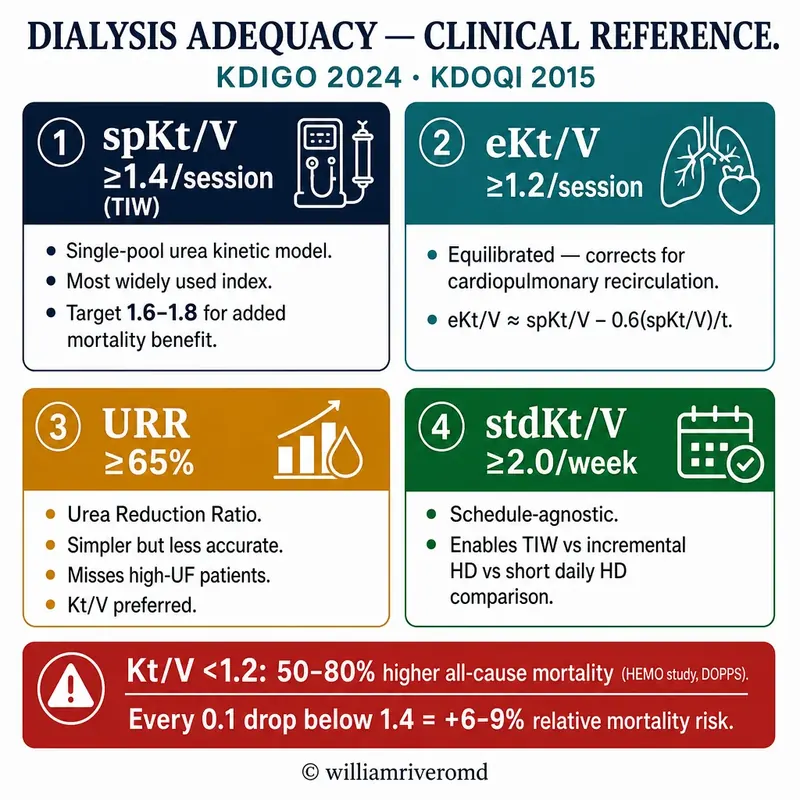 DIALYSIS ADEQUACY — CLINICAL REFERENCE.
KDIGO 2024 · KDOQI 2015
1
spKt/V
≥1.4/session
(TIW)
• Single-pool urea kinetic model.
• Most widely used index.
• Target 1.6–1.8 for added
mortality benefit.
2
eKt/V
≥1.2/session
• Equilibrated — corrects for
cardiopulmonary recirculation.
• eKt/V ≈ spKt/V – 0.6(spKt/V)/t.
3
URR
≥65%
• Urea Reduction Ratio.
• Simpler but less accurate.
• Misses high-UF patients.
• Kt/V preferred.
4
stdKt/V
≥2.0/week
• Schedule-agnostic.
• Enables TIW vs incremental
HD vs short daily HD
comparison.
Kt/V <1.2: 50–80% higher all-cause mortality (HEMO study, DOPPS).
Every 0.1 drop below 1.4 = +6–9% relative mortality risk.
© williamriveromd